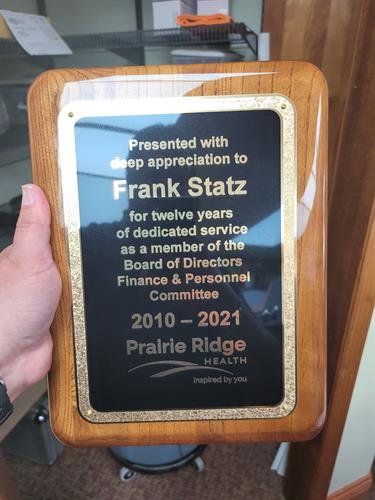 Presented with
deep appreciation to
Frank Statz
for twelve years
of dedicated service
as a member of the
Board of Directors
Finance & Personnel
Committee
2010 – 2021
Prairie Ridge
HEALTH
inspired by you